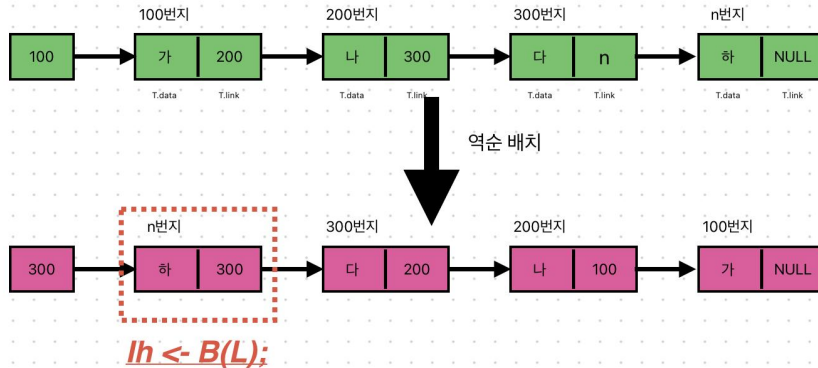 100번지 200번지 300번지 n번지
100 가 200 나 300 다 n 하 NULL
T.data T.link T.data T.link T.data T.link T.data T.link
역순 배치
n번지 300번지 200번지 100번지
300 하 300 다 200 나 100 가 NULL
lh <- B(L);